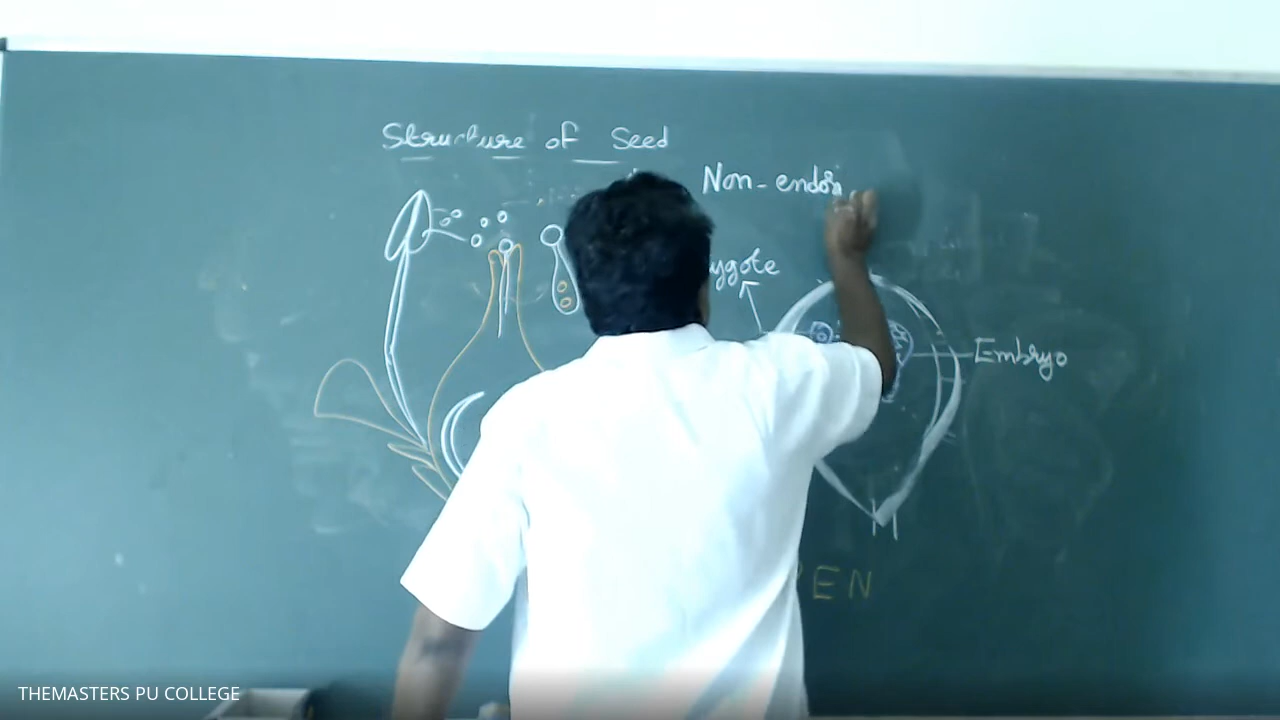 Structure of Seed
Non-endos
ygote
Embryo
EN
THEMASTERS PU COLLEGE